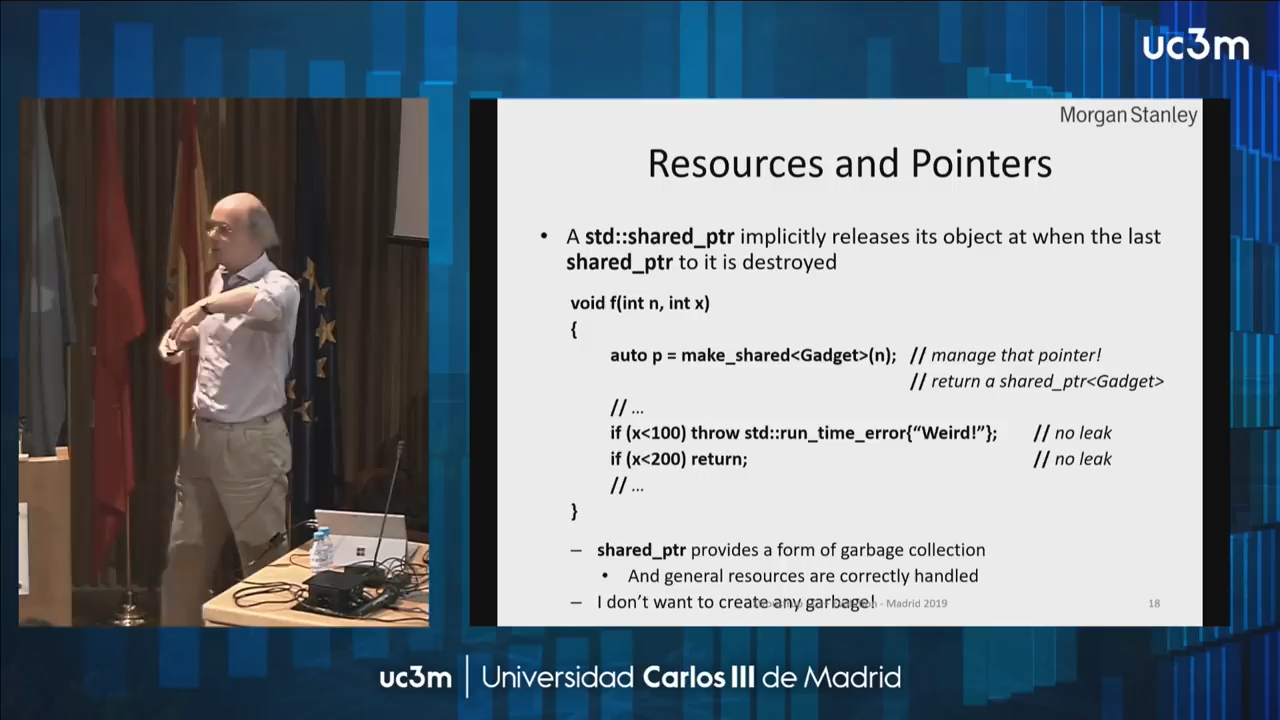 uc3m
Morgan Stanley
Resources and Pointers
• A std::shared_ptr implicitly releases its object at when the last
shared_ptr to it is destroyed
void f(int n, int x)
{
auto p = make_shared<Gadget>(n); // manage that pointer!
// return a shared_ptr<Gadget>
// ...
if (x<100) throw std::run_time_error{“Weird!”}; // no leak
if (x<200) return; // no leak
// ...
}
– shared_ptr provides a form of garbage collection
• And general resources are correctly handled
– I don’t want to create any garbage!
- Madrid 2019
18
uc3m | Universidad Carlos III de Madrid